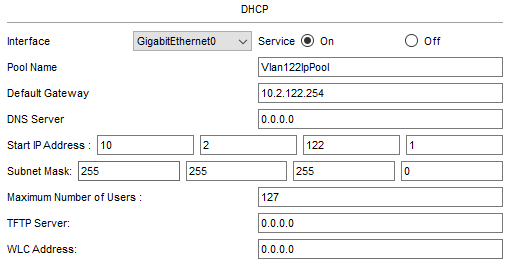 DHCP
Interface GigabitEthernet0 Service On Off
Pool Name Vlan122IpPool
Default Gateway 10.2.122.254
DNS Server 0.0.0.0
Start IP Address : 10 2 122 1
Subnet Mask: 255 255 255 0
Maximum Number of Users : 127
TFTP Server: 0.0.0.0
WLC Address: 0.0.0.0